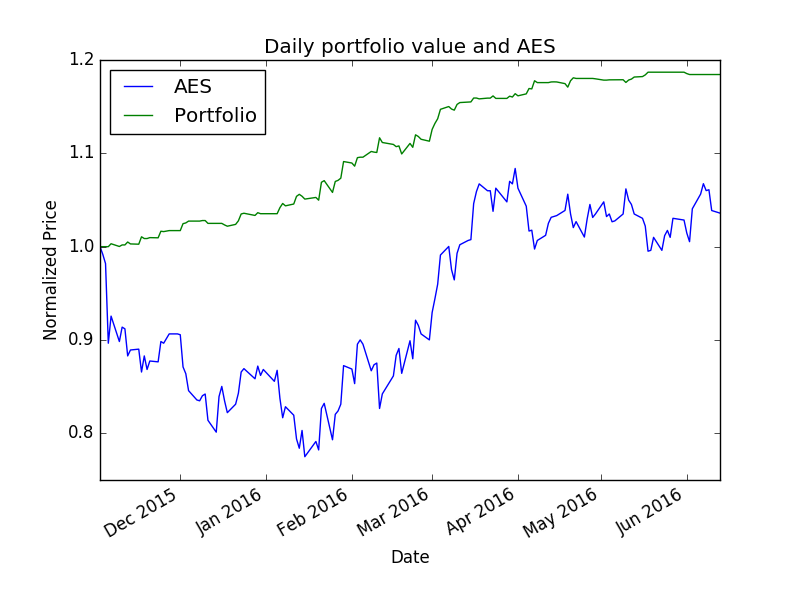 Daily portfolio value and AES
AES
Portfolio
1.2
1.1
1.0
0.9
0.8
Normalized Price
Dec 2015
Jan 2016
Feb 2016
Mar 2016
Apr 2016
May 2016
Jun 2016
Date